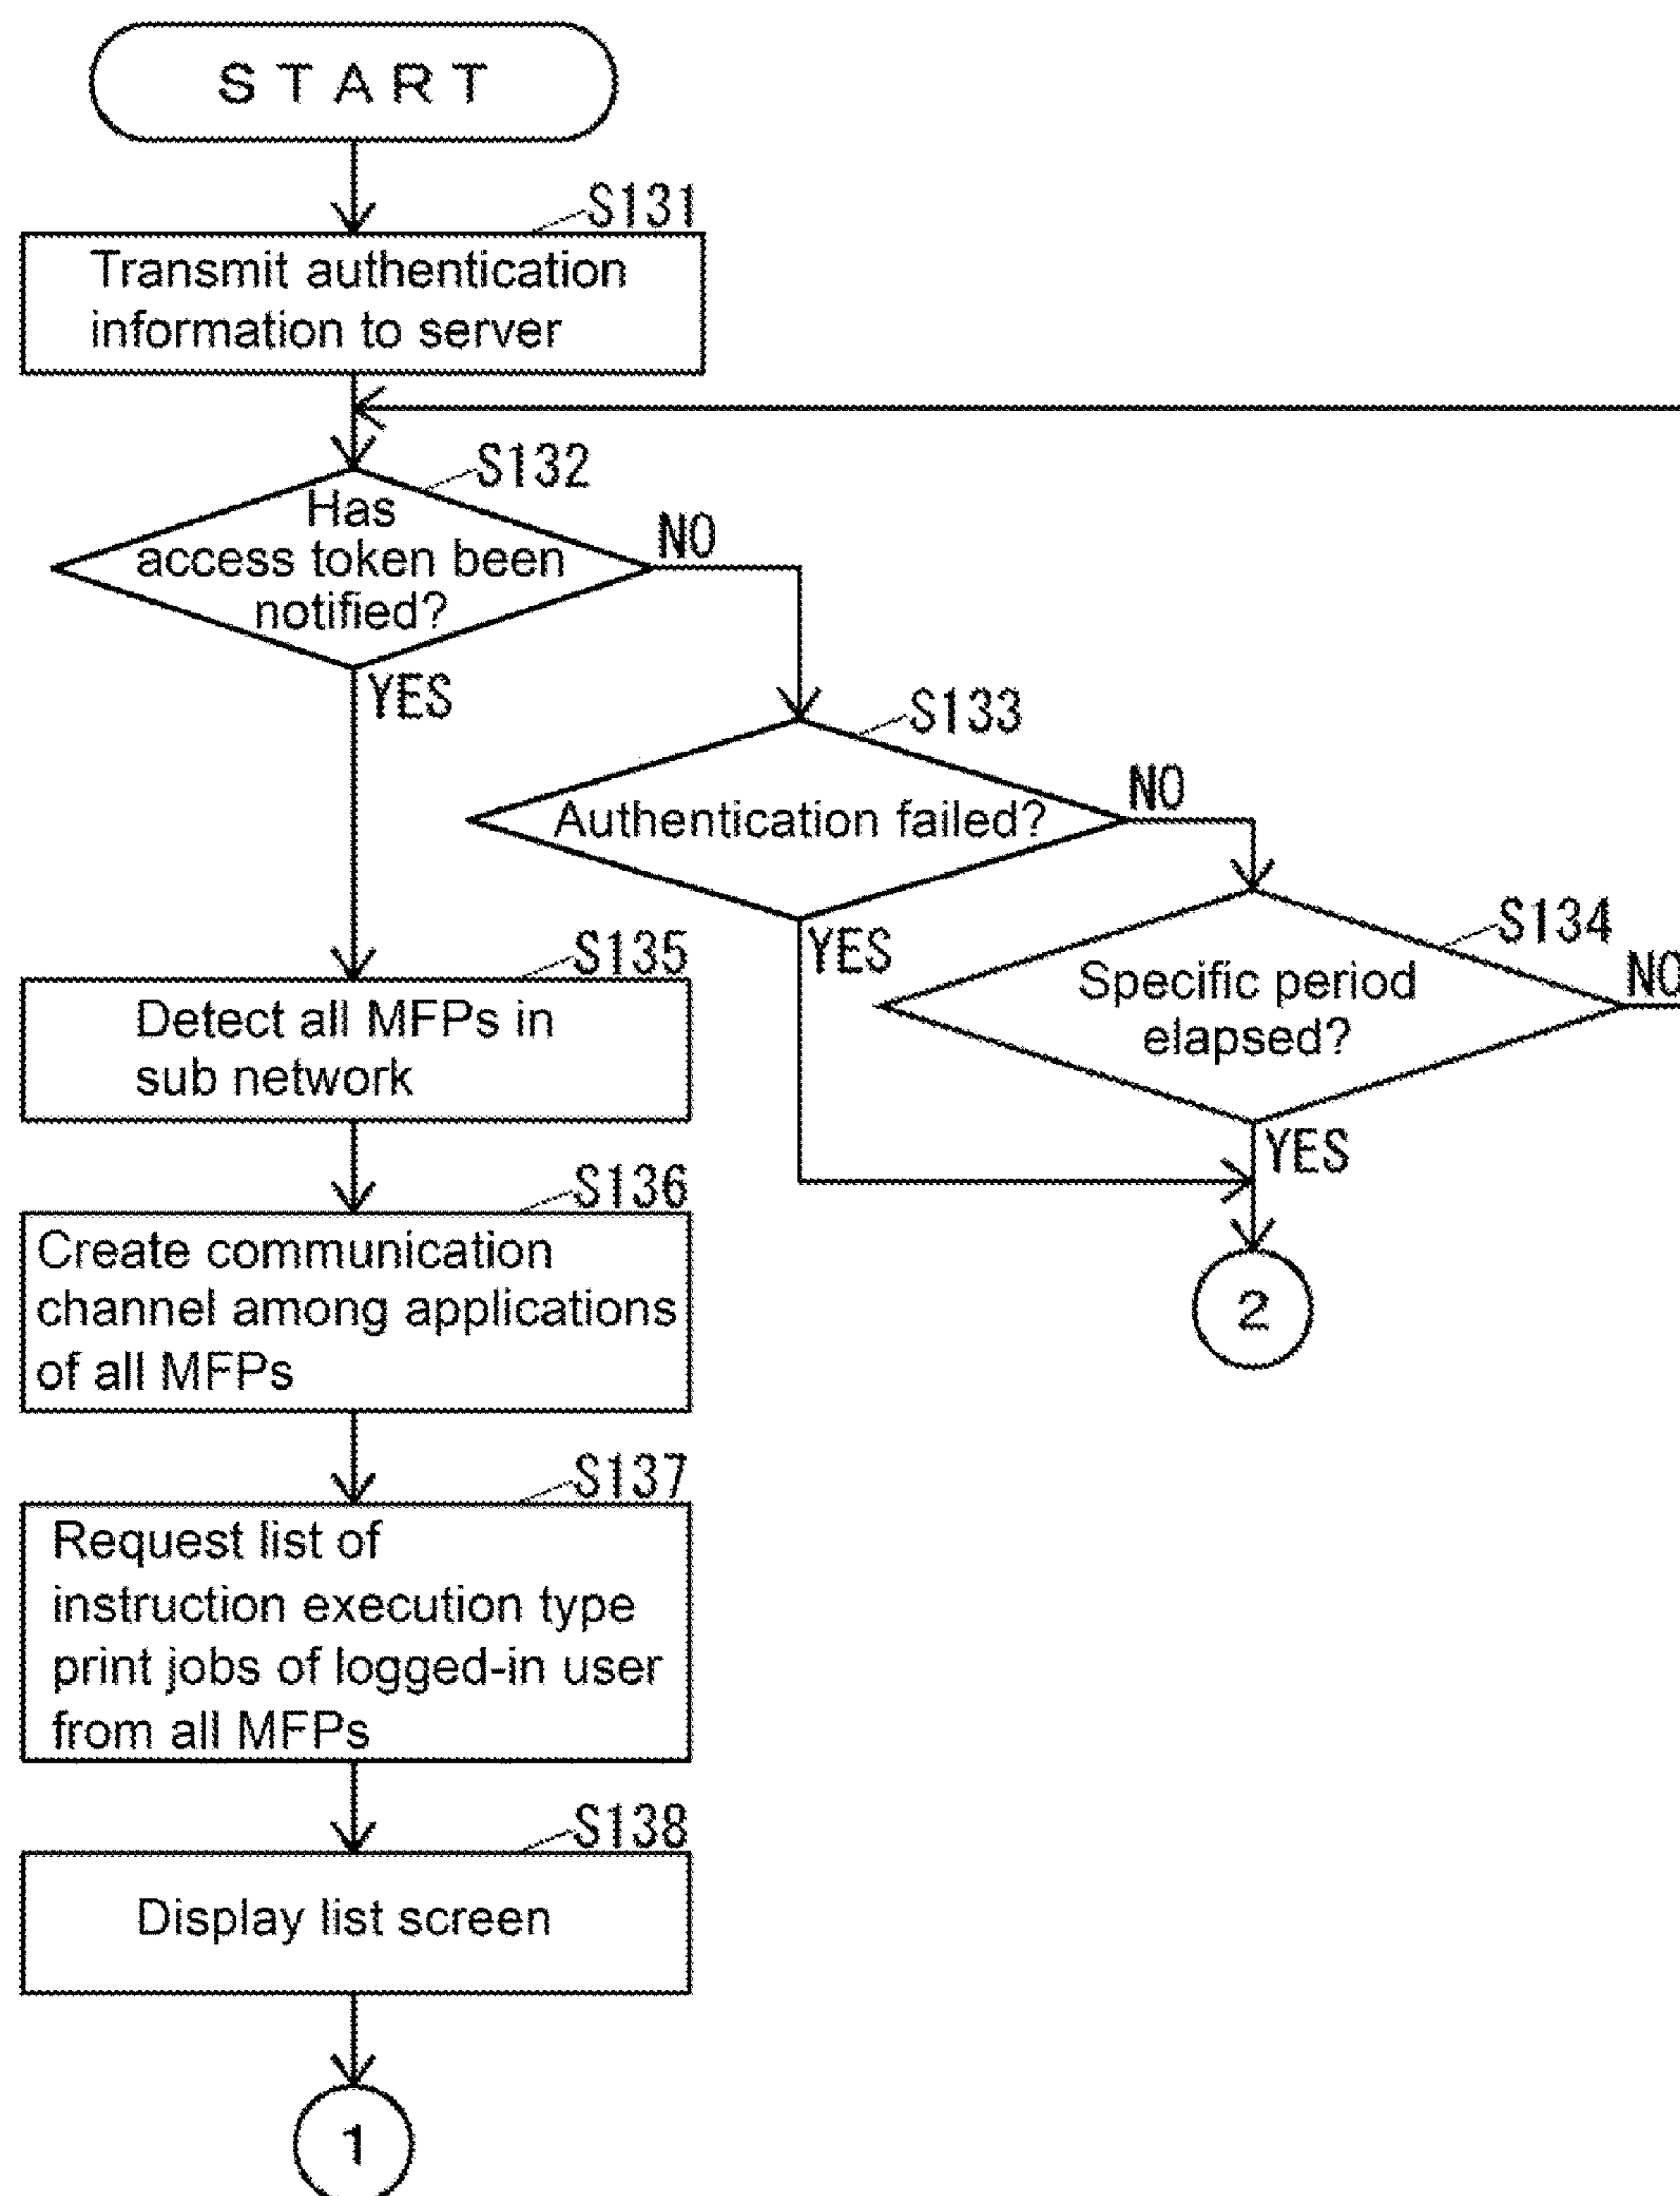 START
S131
Transmit authentication
information to server
S132
Has
access token been
notified?
NO
YES
S133
Authentication failed?
NO
YES
S134
Specific period
elapsed?
NO
YES
2
S135
Detect all MFPs in
sub network
S136
Create communication
channel among applications
of all MFPs
S137
Request list of
instruction execution type
print jobs of logged-in user
from all MFPs
S138
Display list screen
1